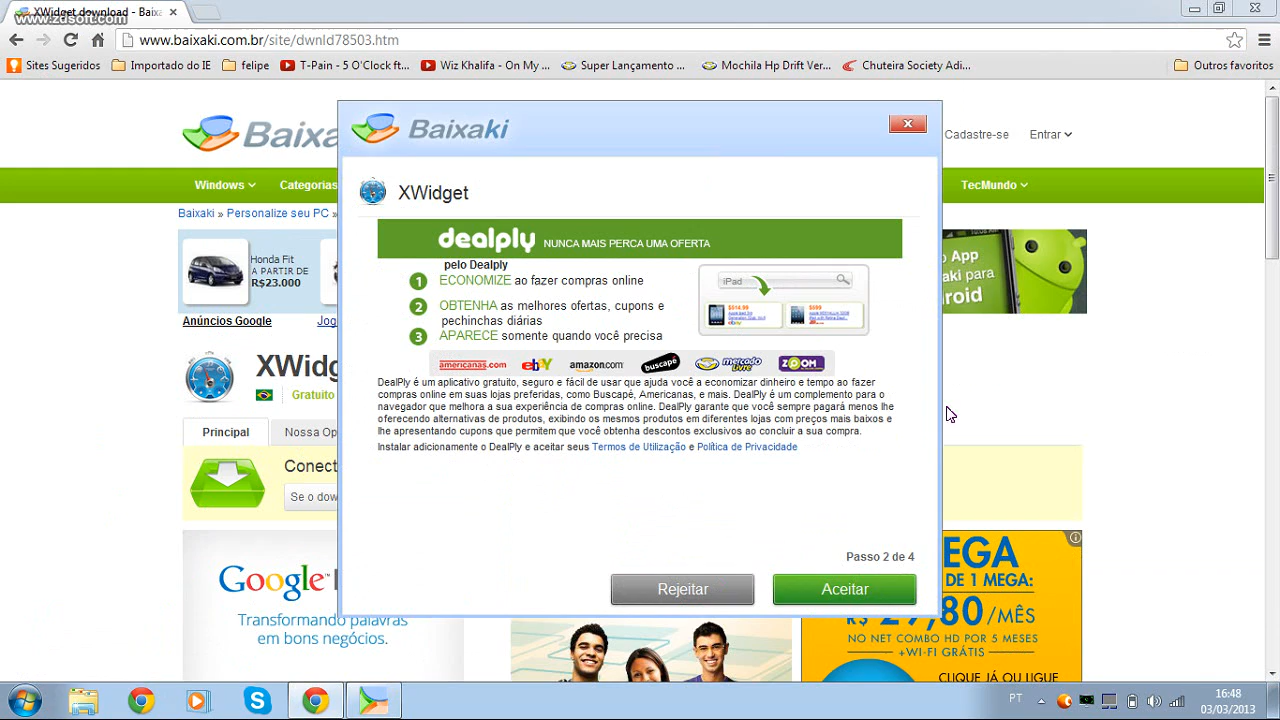 XWidget download - Baixa
www.zdsoft.com
www.baixaki.com.br/site/dwnld78503.htm
Sites Sugeridos
Importado do IE
felipe
T-Pain - 5 O'Clock ft...
Wiz Khalifa - On My ...
Super Lançamento ...
Mochila Hp Drift Ver...
Chuteira Society Adi...
Outros favoritos
Baixa
Cadastre-se
Entrar
Windows
Categorias
TecMundo
Baixaki » Personalize seu PC »
Honda Fit
A PARTIR DE
R$23.000
Anúncios Google
Jog
App
aki para
droid
XWid
Gratuito
Principal
Nossa Op
Conect
Se o dow
Baixaki
XWidget
dealply NUNCA MAIS PERCA UMA OFERTA
pelo Dealply
1 ECONOMIZE ao fazer compras online
2 OBTENHA as melhores ofertas, cupons e
pechinchas diárias
3 APARECE somente quando você precisa
iPad
$514.99
ebay
$599
americanas.com
ebY
amazon.com
buscapé
mercado livre
ZOOM
DealPly é um aplicativo gratuito, seguro e fácil de usar que ajuda você a economizar dinheiro e tempo ao fazer
compras online em suas lojas preferidas, como Buscapé, Americanas, e mais. DealPly é um complemento para o
navegador que melhora a sua experiência de compras online. DealPly garante que você sempre pagará menos lhe
oferecendo alternativas de produtos, exibindo os mesmos produtos em diferentes lojas com preços mais baixos e
lhe apresentando cupons que permitem que você obtenha descontos exclusivos ao concluir a sua compra.
Instalar adicionamente o DealPly e aceitar seus Termos de Utilização e Política de Privacidade
Passo 2 de 4
Rejeitar
Aceitar
Google
Transformando palavras
em bons negócios.
EGA
DE 1 MEGA:
R$ 29,80/MÊS
NO NET COMBO HD POR 5 MESES
+WI-FI GRÁTIS
CLIQUE JÁ OU LIGUE
PT
16:48
03/03/2013